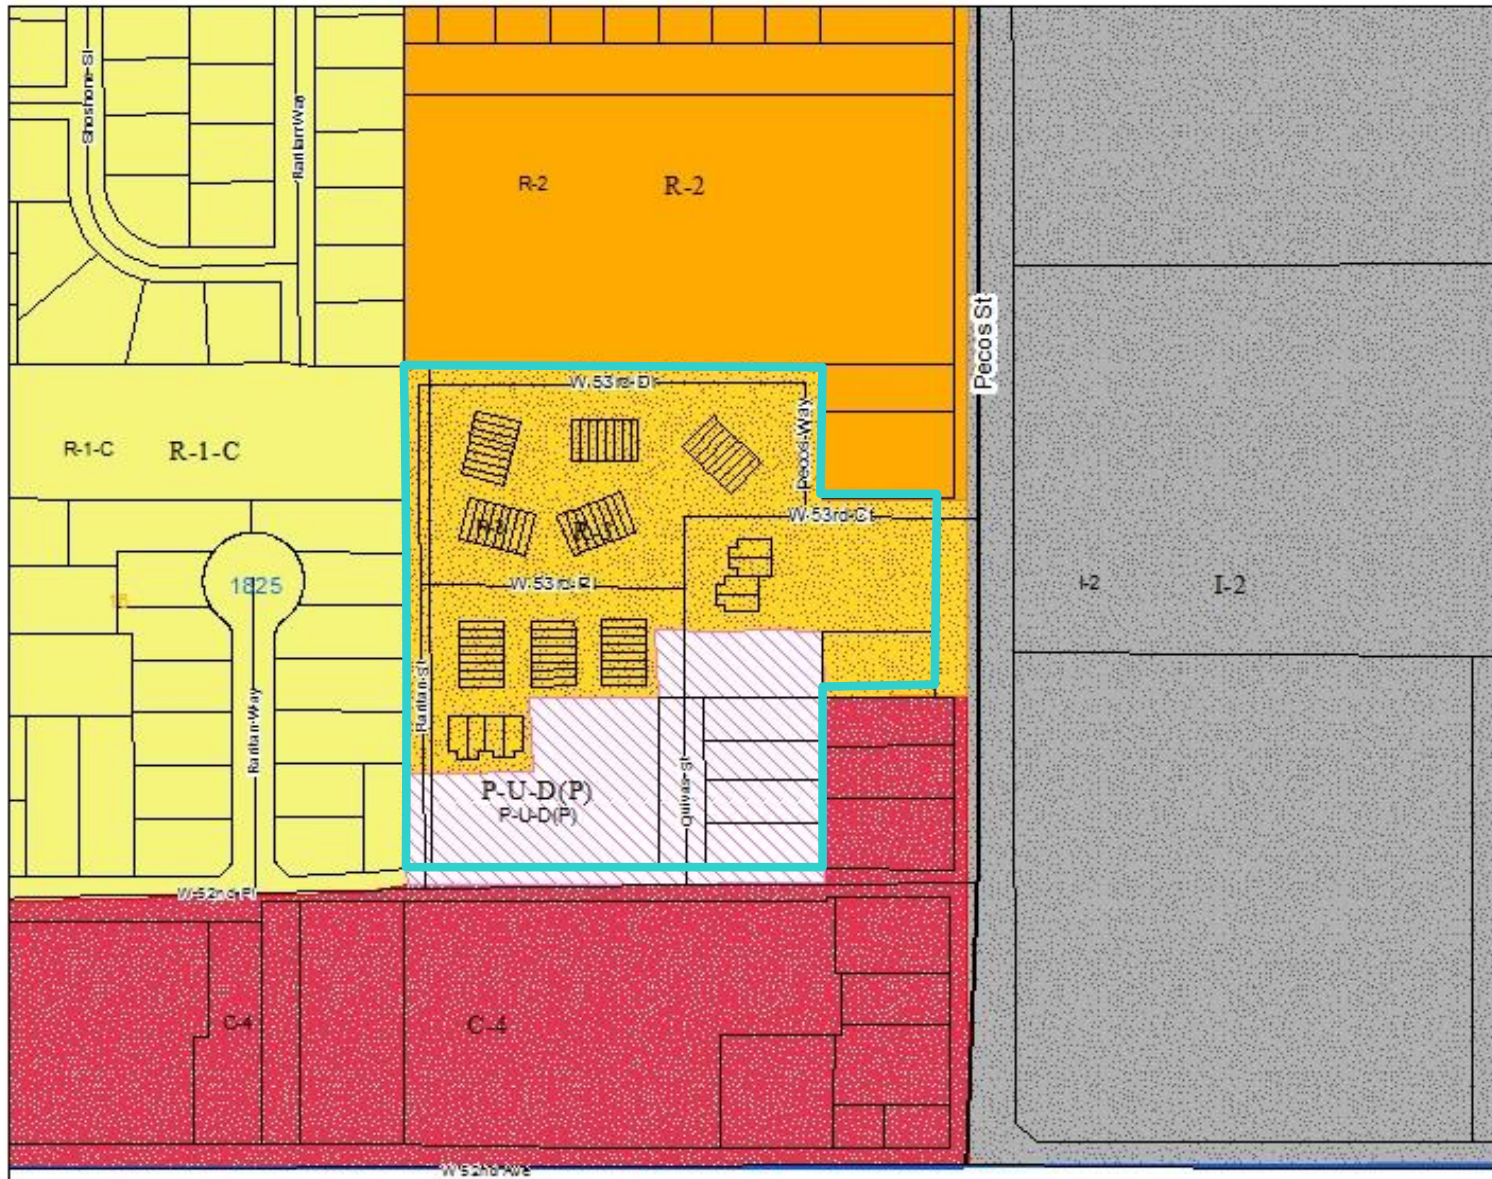 Shoshone St
Raritan Way
R-2
R-2
Pecos St
W 53rd Dr
Pecos Way
R-1-C
R-1-C
W 53rd Ct
R-3
1825
W 53rd Pl
I-2
I-2
Raritan St
Raritan Way
P-U-D(P)
P-U-D(P)
Quivas St
W 52nd Pl
C-4
C-4
W 52nd Ave